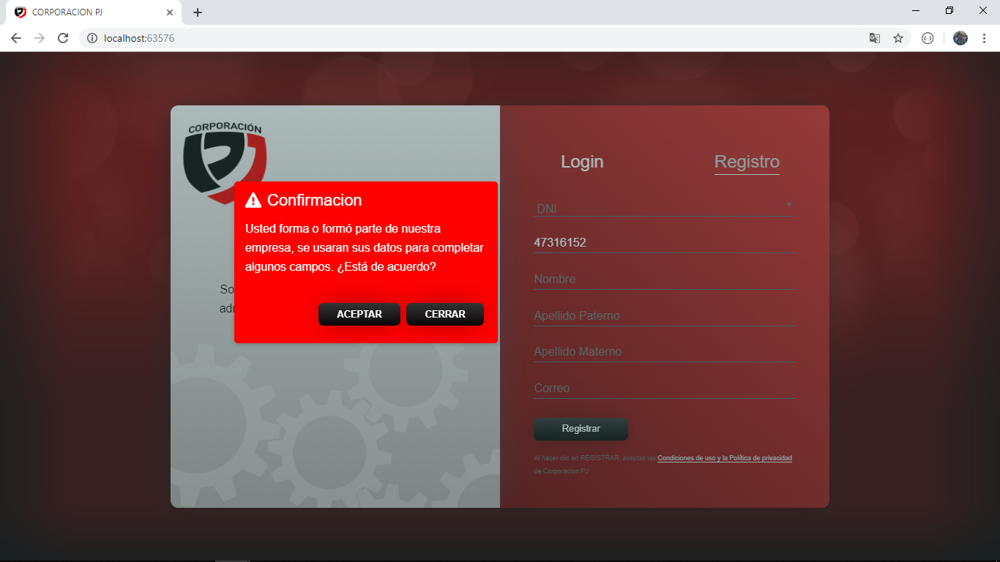 CORPORACION PJ
localhost:63576
CORPORACIÓN
Login
Registro
DNI
47316152
Nombre
Apellido Paterno
Apellido Materno
Correo
Registrar
Al hacer clic en REGISTRAR, aceptas las Condiciones de uso y la Política de privacidad
de Corporacion PJ.
Confirmacion
Usted forma o formó parte de nuestra
empresa, se usaran sus datos para completar
algunos campos. ¿Está de acuerdo?
ACEPTAR CERRAR